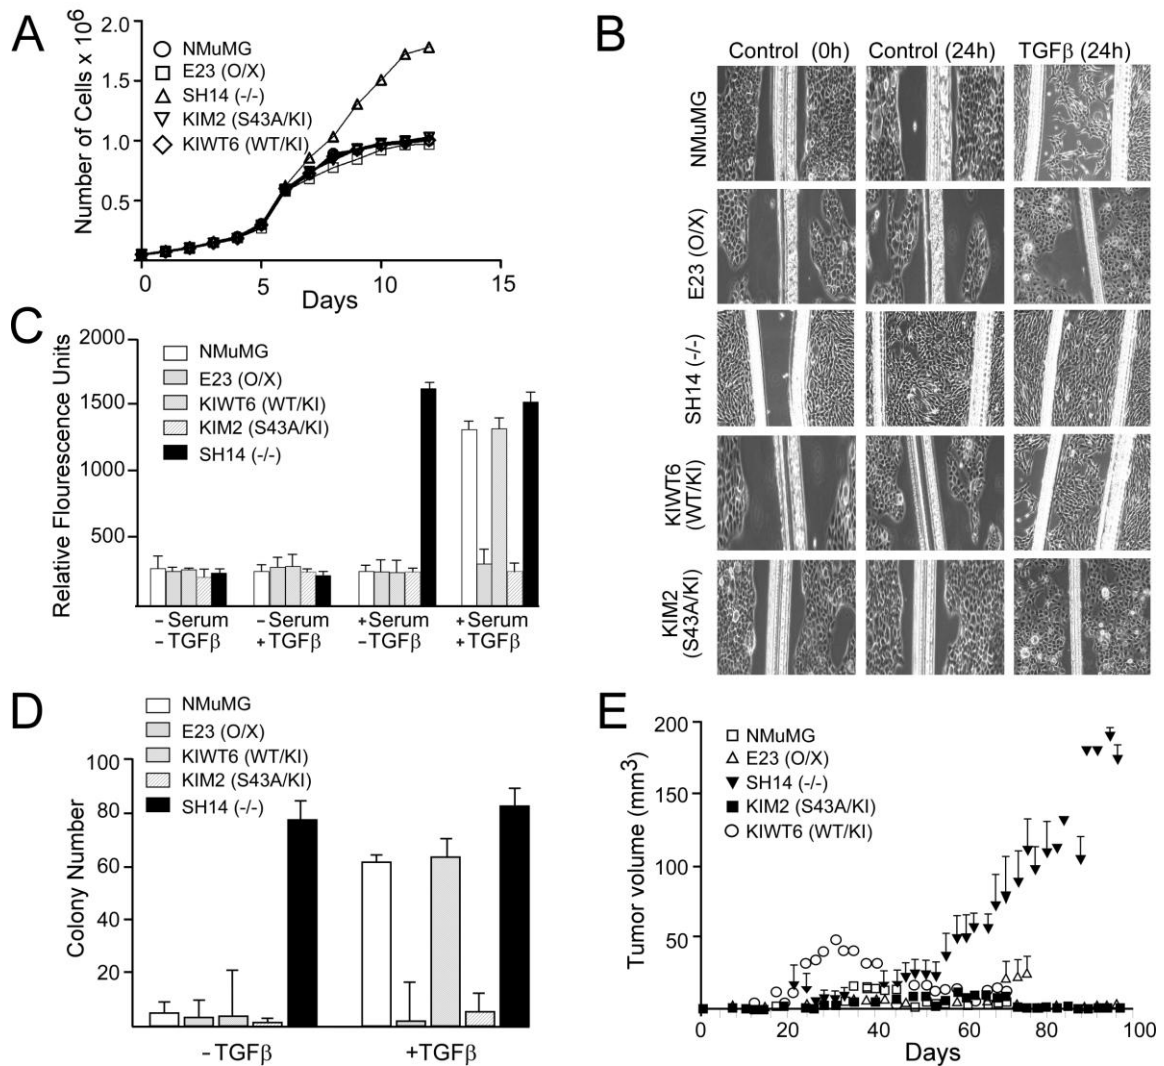 A
Number of Cells x 10⁶
2.0
1.5
1.0
0.5
NMuMG
E23 (O/X)
SH14 (-/-)
KIM2 (S43A/KI)
KIWT6 (WT/KI)
0
5
10
15
Days
B
Control (0h)
Control (24h)
TGFβ (24h)
NMuMG
E23 (O/X)
SH14 (-/-)
KIWT6
(WT/KI)
KIM2
(S43A/KI)
C
Relative Flourescence Units
2000
1500
1000
500
NMuMG
E23 (O/X)
KIWT6 (WT/KI)
KIM2 (S43A/KI)
SH14 (-/-)
- Serum
- TGFβ
- Serum
+ TGFβ
+ Serum
- TGFβ
+ Serum
+ TGFβ
D
Colony Number
100
80
60
40
20
NMuMG
E23 (O/X)
KIWT6 (WT/KI)
KIM2 (S43A/KI)
SH14 (-/-)
- TGFβ
+TGFβ
E
Tumor volume (mm³)
200
150
100
50
NMuMG
E23 (O/X)
SH14 (-/-)
KIM2 (S43A/KI)
KIWT6 (WT/KI)
0
20
40
60
80
100
Days